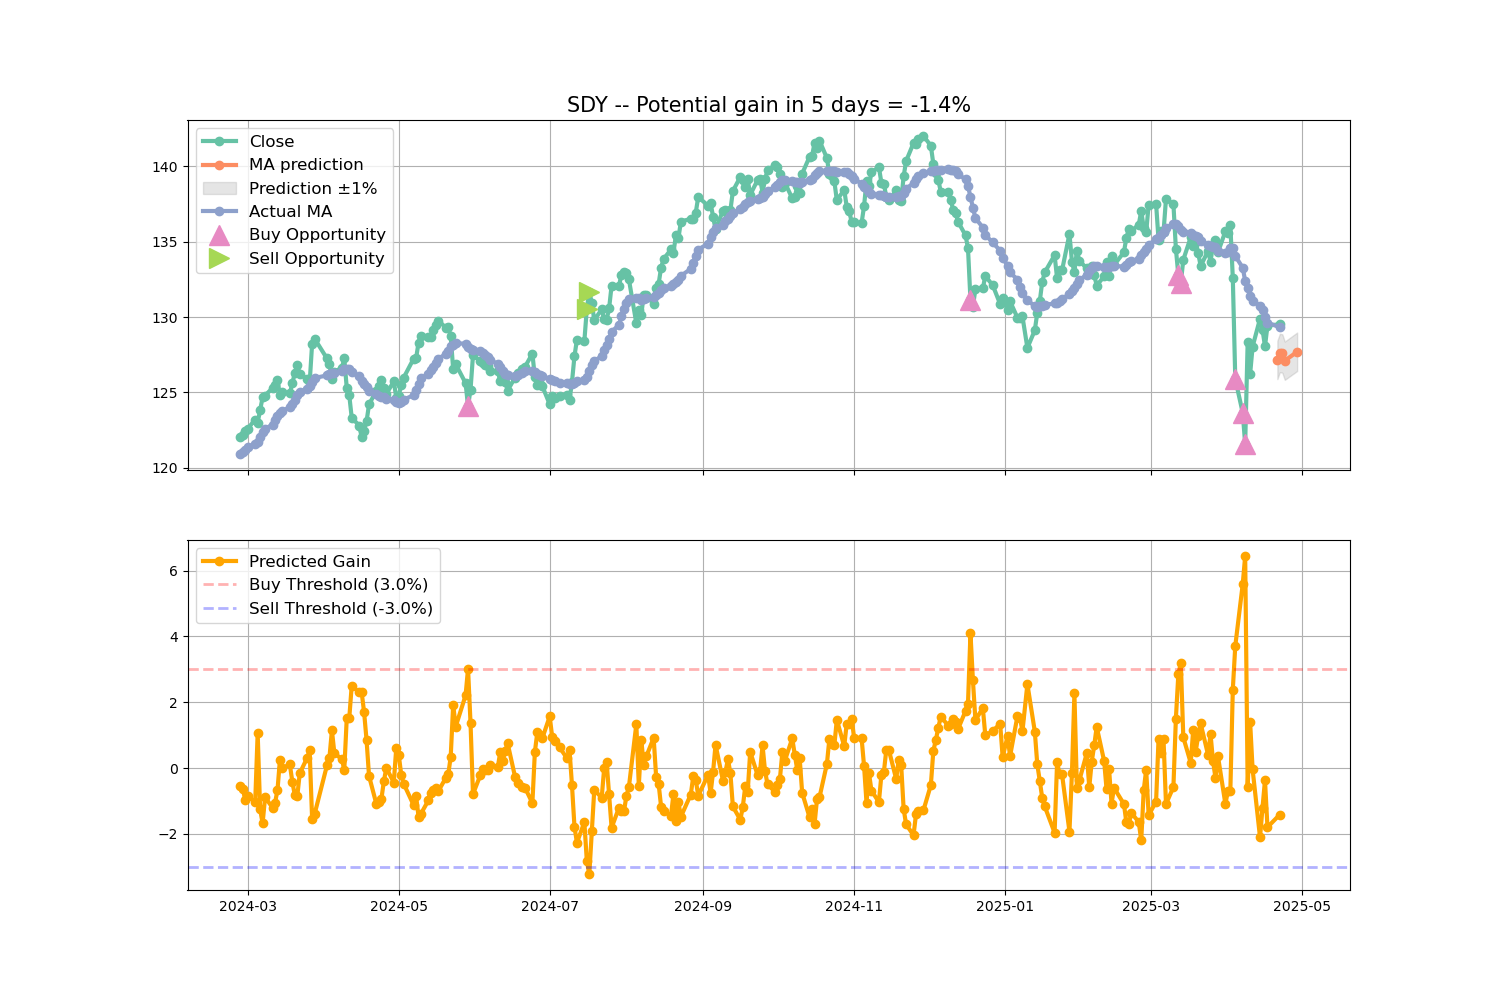 SDY -- Potential gain in 5 days = -1.4%
Close
MA prediction
Prediction ±1%
Actual MA
Buy Opportunity
Sell Opportunity
140
135
130
125
120
Predicted Gain
Buy Threshold (3.0%)
Sell Threshold (-3.0%)
6
4
2
0
−2
2024-03 2024-05 2024-07 2024-09 2024-11 2025-01 2025-03 2025-05